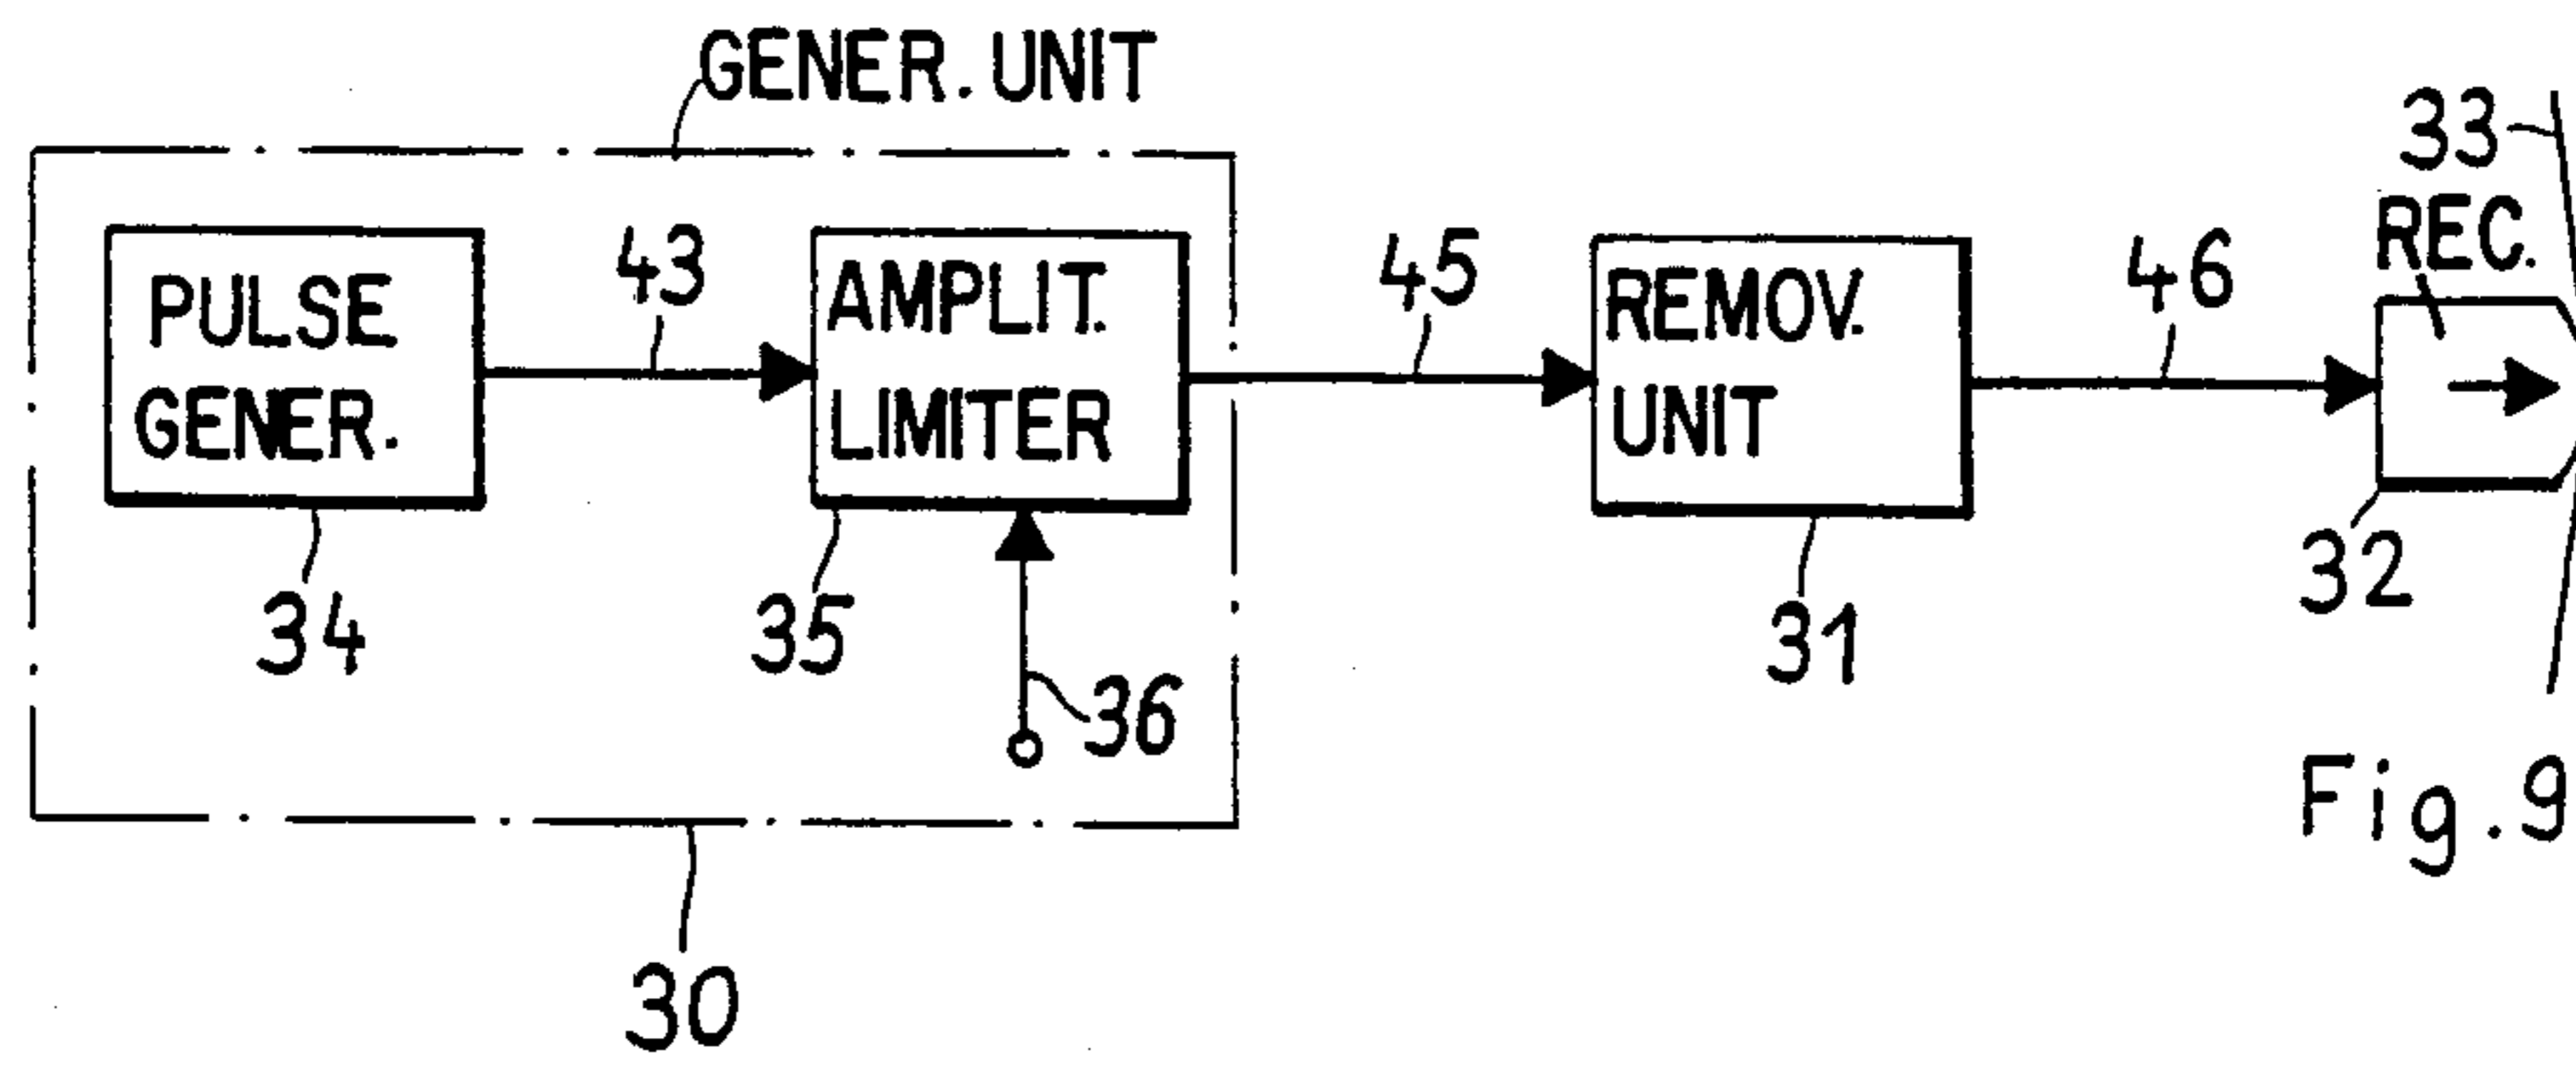 GENER. UNIT
33
REC.
43
45
46
PULSE
GENER.
AMPLIT.
LIMITER
REMOV.
UNIT
34
35
36
31
32
30
Fig.9